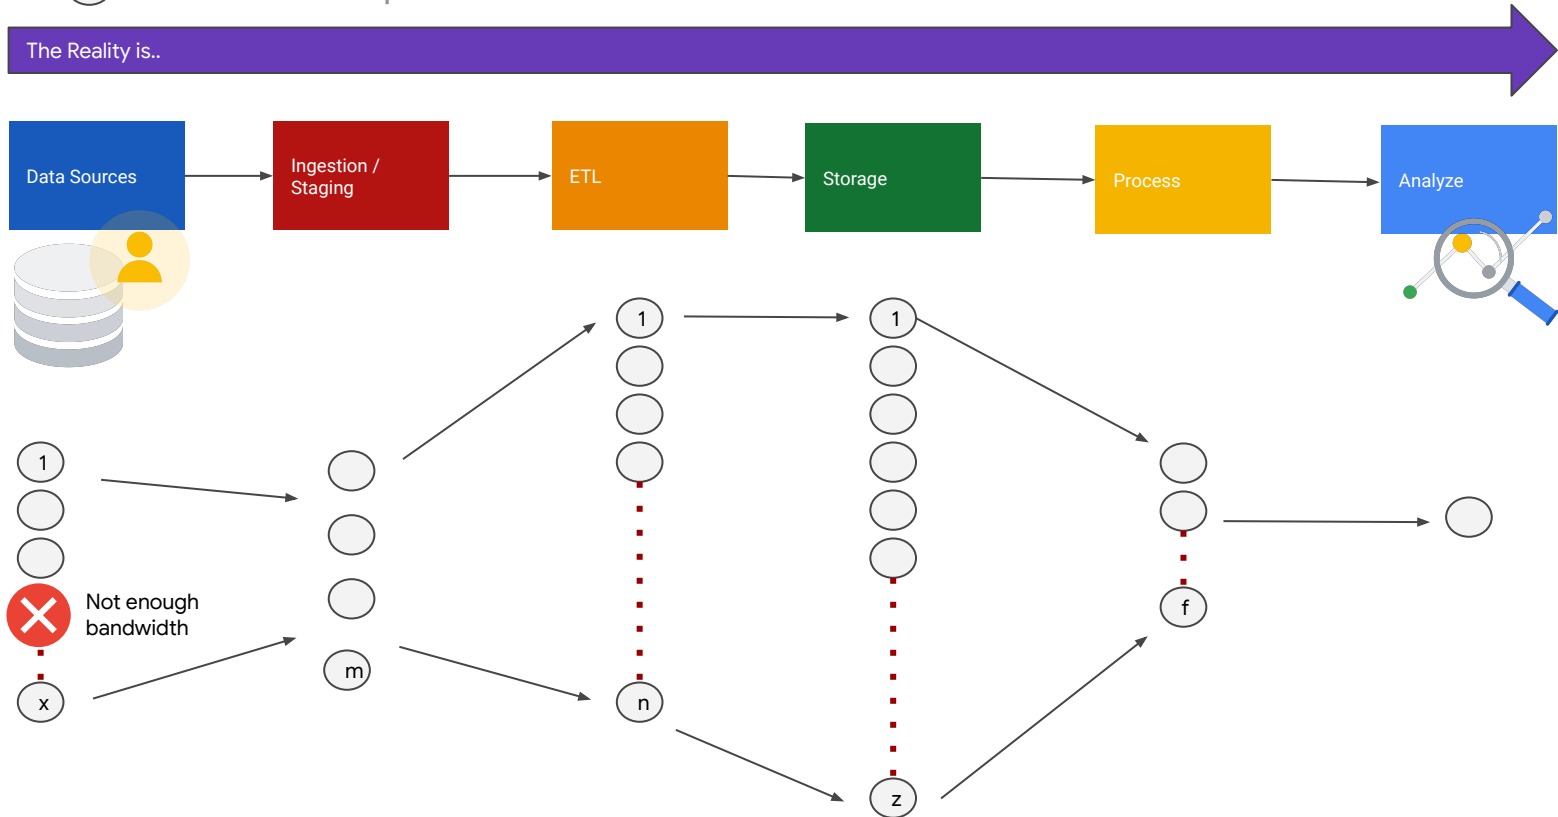 The Reality is..
Data Sources
Ingestion /
Staging
ETL
Storage
Process
Analyze
1
1
1
Not enough
bandwidth
f
m
x
n
z